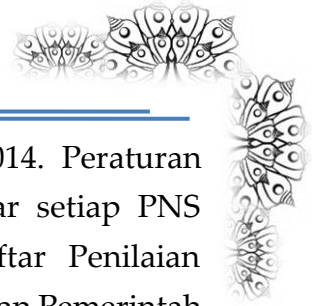 014. Peraturan
ar setiap PNS
ftar Penilaian
an Pemerintah